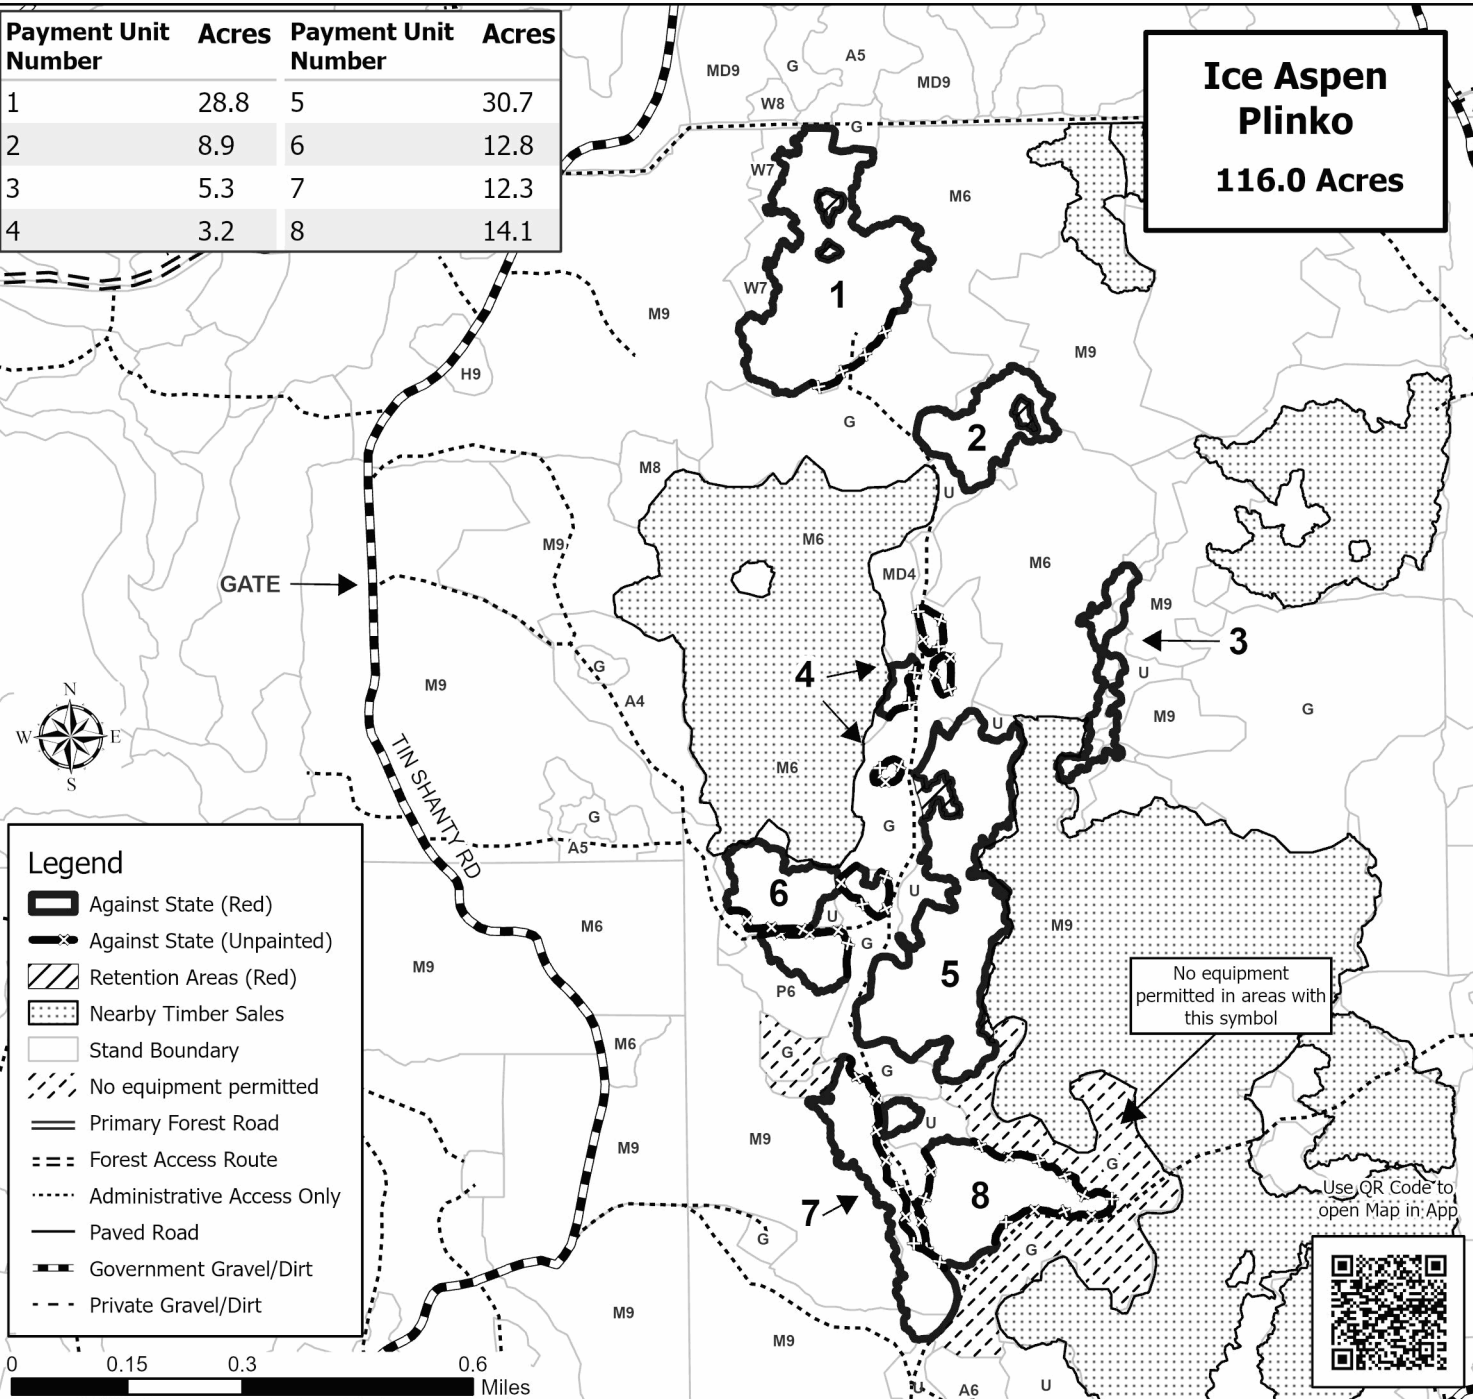 Payment Unit Number Acres Payment Unit Number Acres
1 28.8 5 30.7
2 8.9 6 12.8
3 5.3 7 12.3
4 3.2 8 14.1
Ice Aspen
Plinko
116.0 Acres
A5
G
MD9
MD9
W8
G
W7
M6
W7
1
M9
M9
H9
G
2
M8
U
M6
M9
MD4
M6
GATE
M9
3
G
4
U
M9
A4
M9
G
U
N
W E
S
M6
TIN SHANTY RD
G
G
A5
6
U
U
M6
M9
G
M9
5
P6
No equipment
permitted in areas with
this symbol
M6
G
G
U
M9
M9
G
7
8
G
G
M9
M9
U
A6
U
Use QR Code to
open Map in App
Legend
Against State (Red)
Against State (Unpainted)
Retention Areas (Red)
Nearby Timber Sales
Stand Boundary
No equipment permitted
Primary Forest Road
Forest Access Route
Administrative Access Only
Paved Road
Government Gravel/Dirt
Private Gravel/Dirt
0 0.15 0.3 0.6
Miles